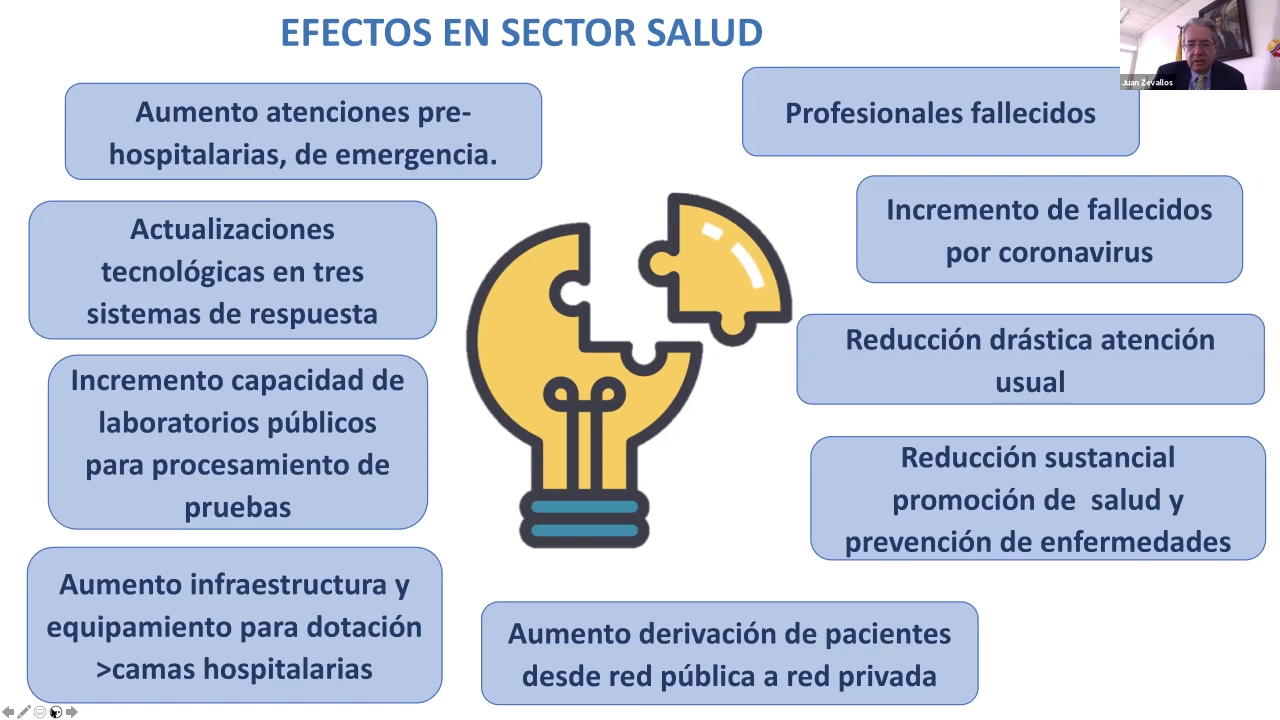 EFECTOS EN SECTOR SALUD
Juan Zevallos
Aumento atenciones pre-
hospitalarias, de emergencia.
Actualizaciones
tecnológicas en tres
sistemas de respuesta
Incremento capacidad de
laboratorios públicos
para procesamiento de
pruebas
Aumento infraestructura y
equipamiento para dotación
>camas hospitalarias
Profesionales fallecidos
Incremento de fallecidos
por coronavirus
Reducción drástica atención
usual
Reducción sustancial
promoción de  salud y
prevención de enfermedades
Aumento derivación de pacientes
desde red pública a red privada